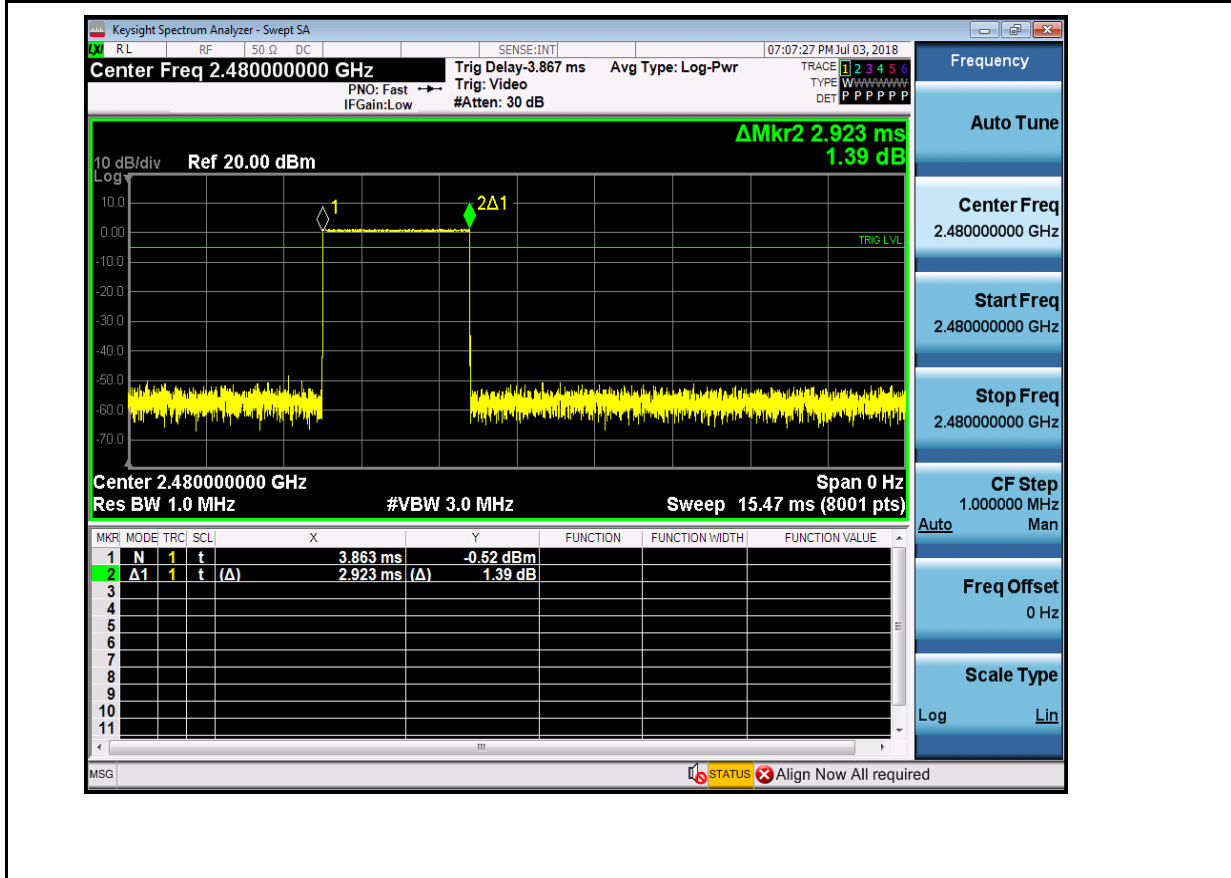 Keysight Spectrum Analyzer - Swept SA
LXI RL RF 50 Ω DC SENSE:INT 07:07:27 PM Jul 03, 2018
Center Freq 2.480000000 GHz
PNO: Fast
IFGain:Low
Trig Delay-3.867 ms
Trig: Video
#Atten: 30 dB
Avg Type: Log-Pwr
TRACE 1 2 3 4 5 6
TYPE WWWWWW
DET P P P P P P
ΔMkr2 2.923 ms
1.39 dB
10 dB/div Ref 20.00 dBm
Log
10.0
0.00
-10.0
-20.0
-30.0
-40.0
-50.0
-60.0
-70.0
1
2Δ1
TRIG LVL
Center 2.480000000 GHz Span 0 Hz
Res BW 1.0 MHz #VBW 3.0 MHz Sweep 15.47 ms (8001 pts)
MKR MODE TRC SCL X Y FUNCTION FUNCTION WIDTH FUNCTION VALUE
1 N 1 t 3.863 ms -0.52 dBm
2 Δ1 1 t (Δ) 2.923 ms (Δ) 1.39 dB
3
4
5
6
7
8
9
10
11
MSG STATUS Align Now All required
Frequency
Auto Tune
Center Freq
2.480000000 GHz
Start Freq
2.480000000 GHz
Stop Freq
2.480000000 GHz
CF Step
1.000000 MHz
Auto Man
Freq Offset
0 Hz
Scale Type
Log Lin